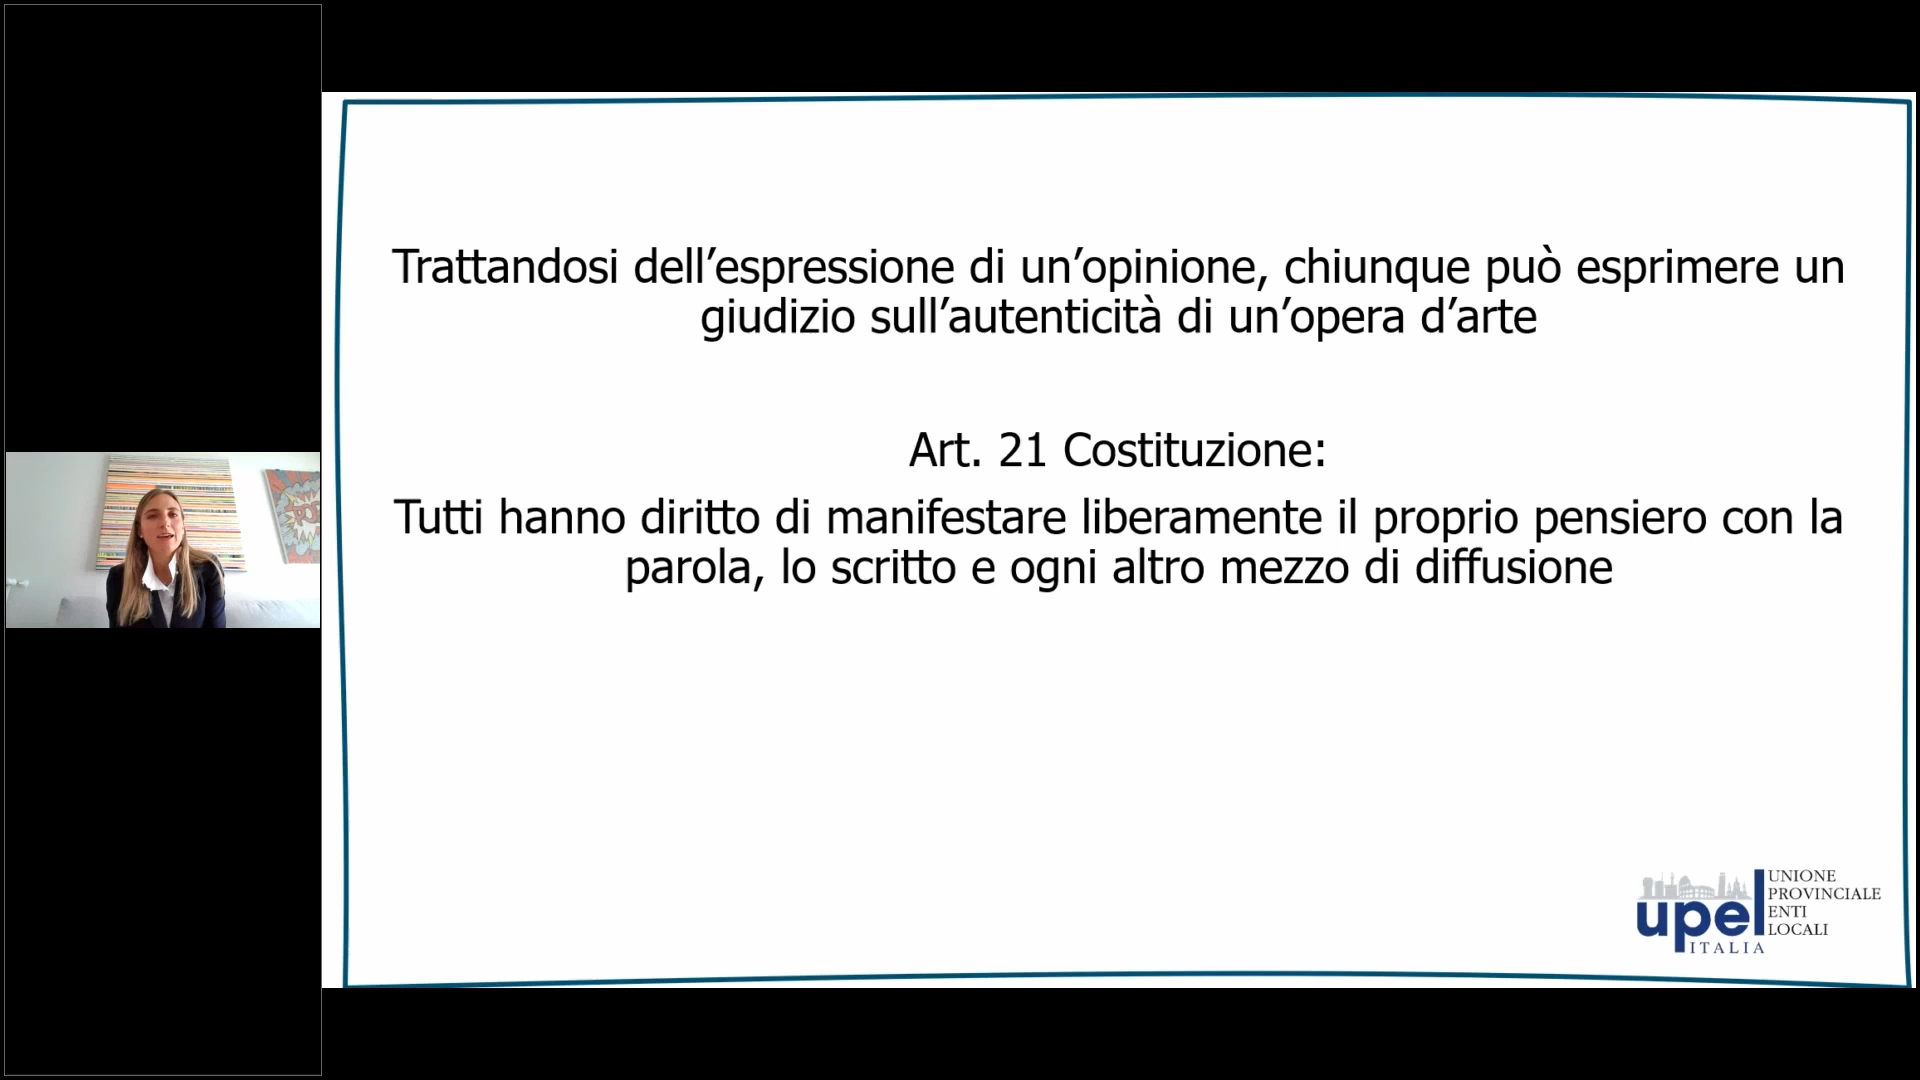 Trattandosi dell’espressione di un’opinione, chiunque può esprimere un
giudizio sull’autenticità di un’opera d’arte
Art. 21 Costituzione:
Tutti hanno diritto di manifestare liberamente il proprio pensiero con la
parola, lo scritto e ogni altro mezzo di diffusione
upel
ITALIA
UNIONE
PROVINCIALE
ENTI
LOCALI